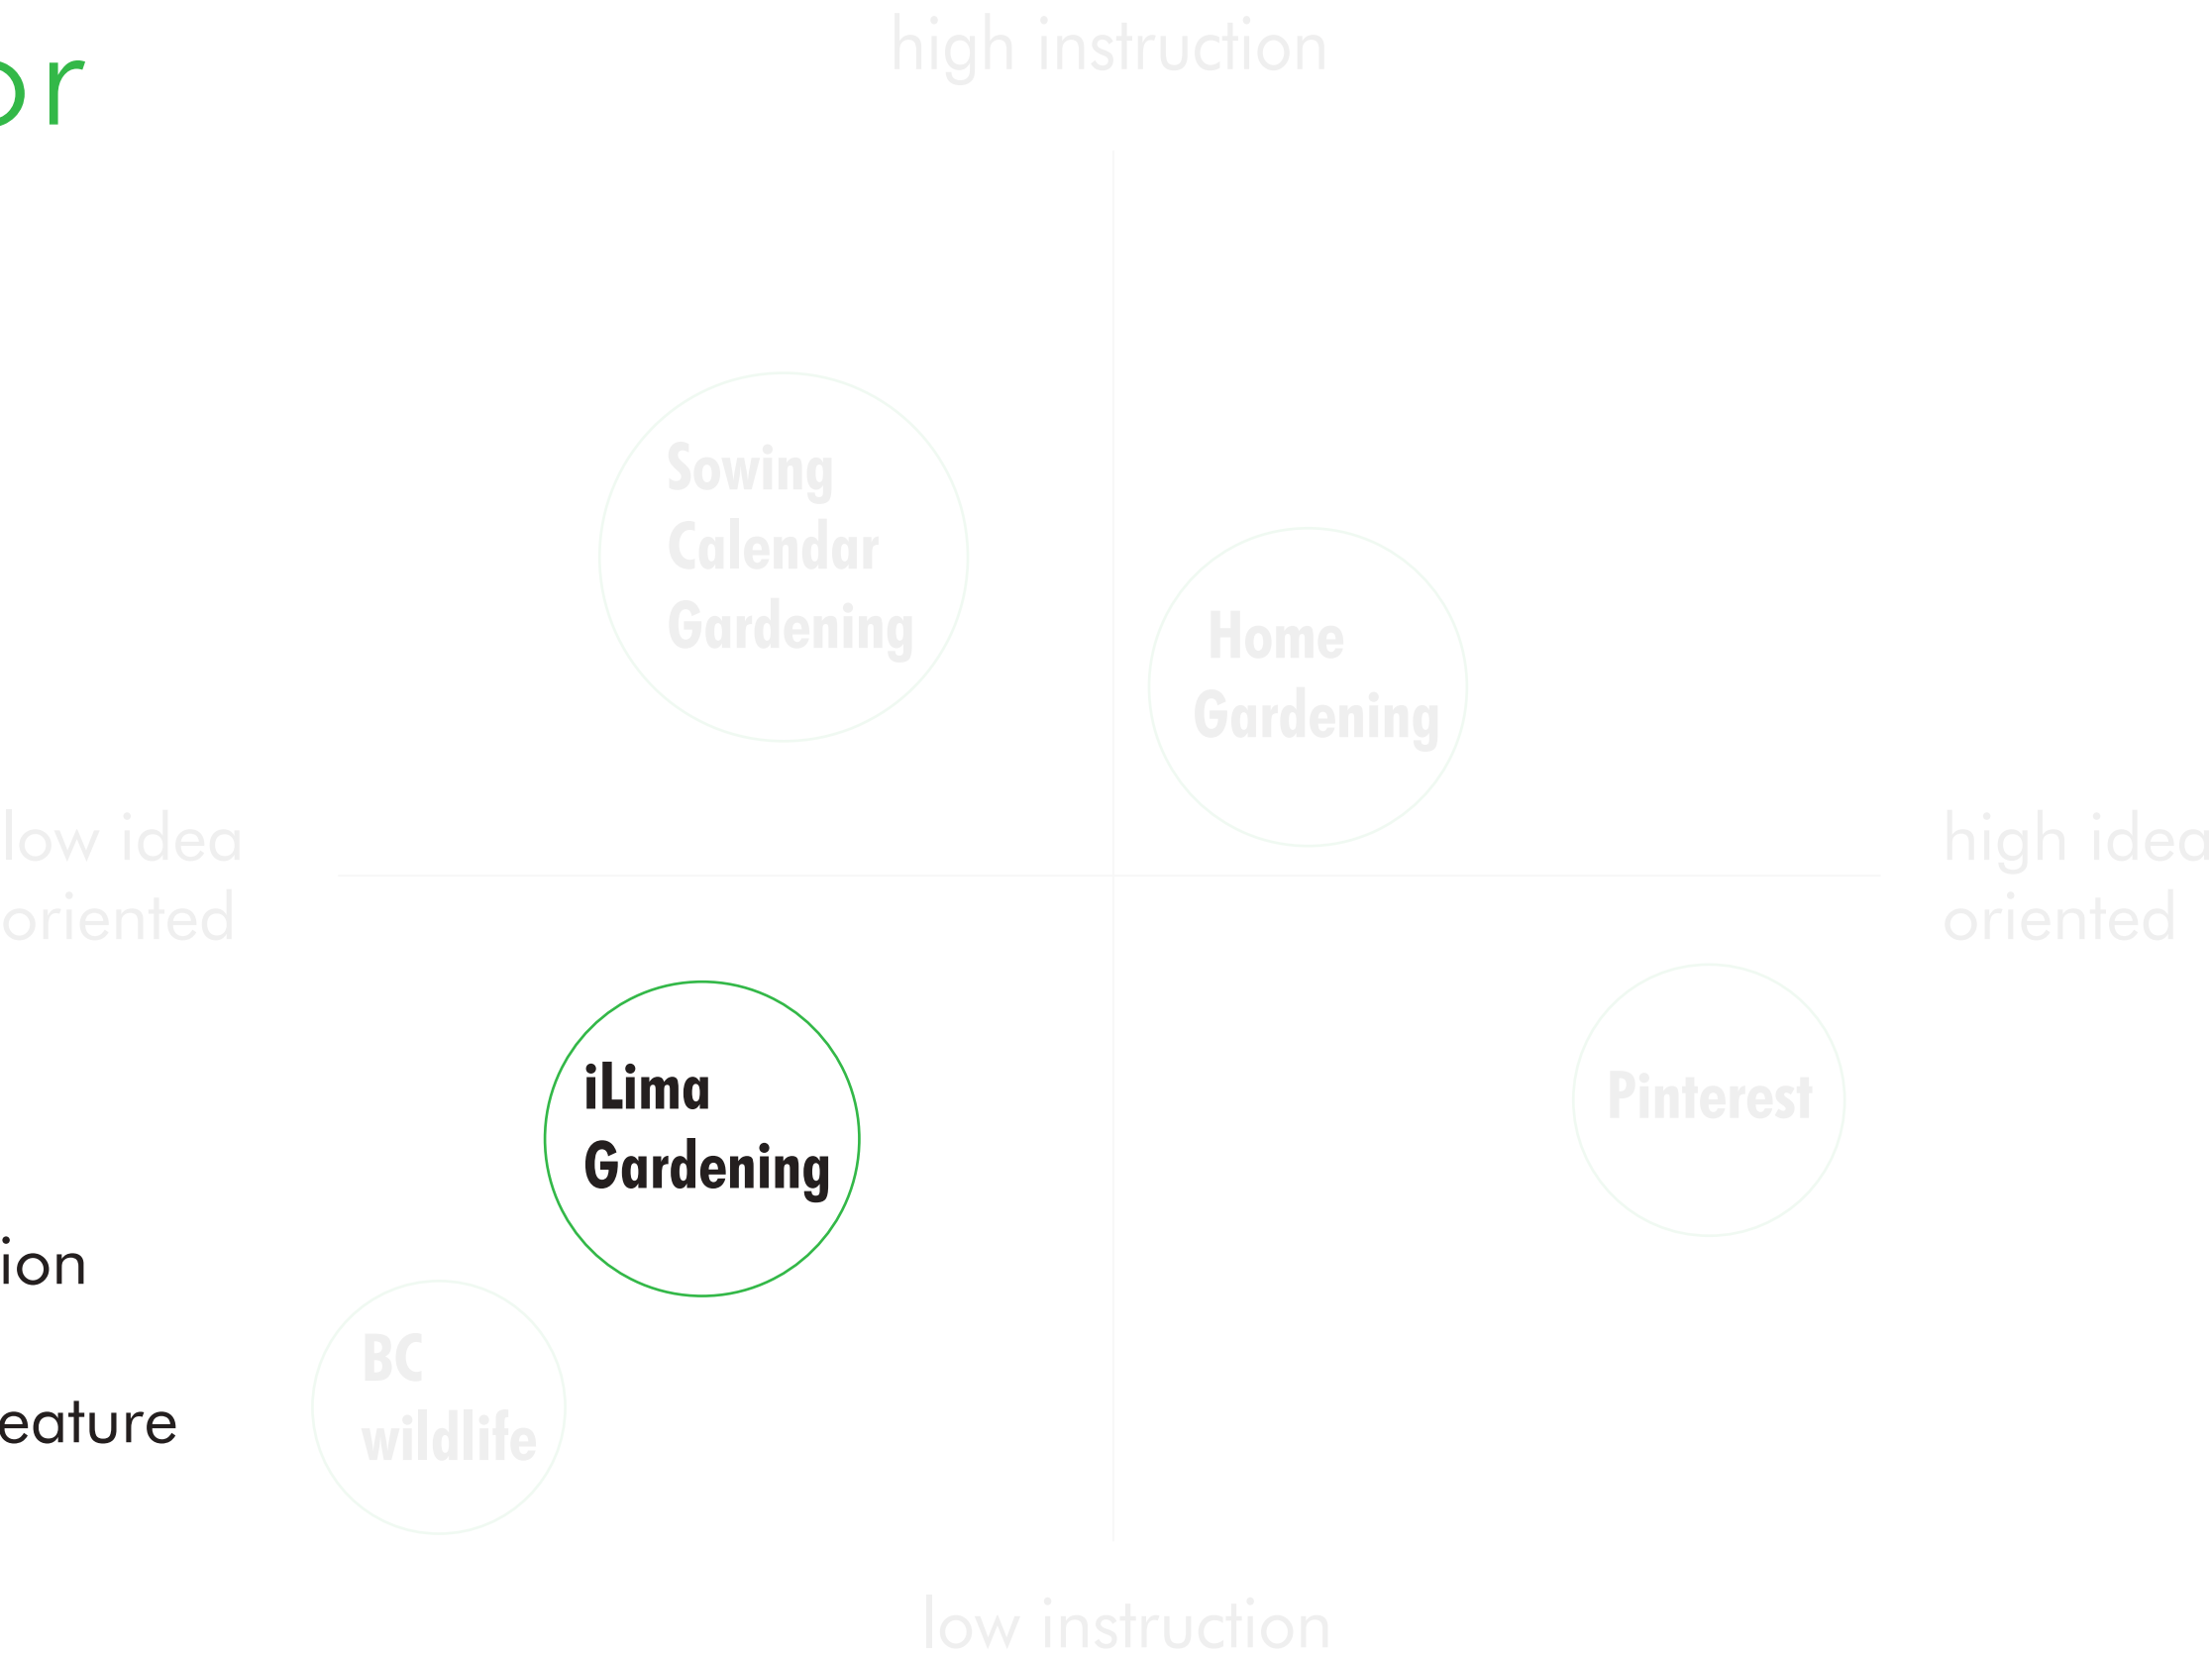 high instruction
or
Sowing
Calendar
Gardening
Home
Gardening
low idea
oriented
high idea
oriented
iLima
Gardening
Pinterest
ion
eature
BC
wildlife
low instruction